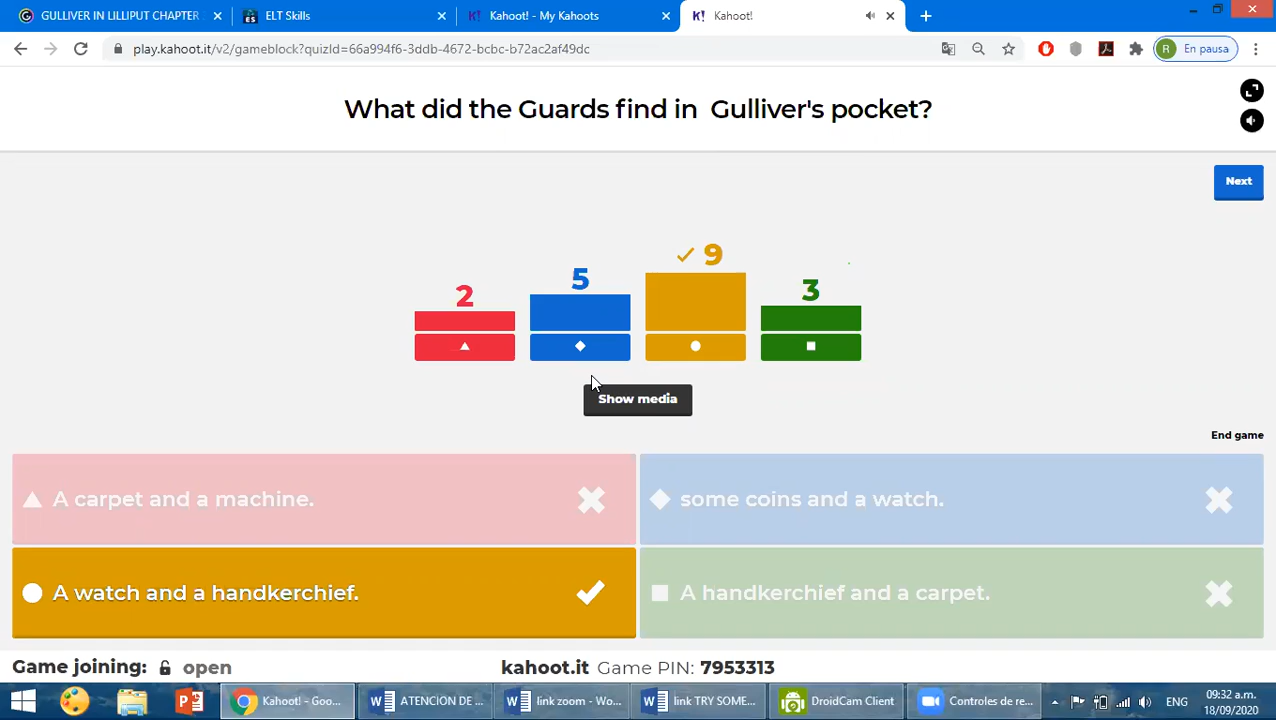 GULLIVER IN LILLIPUT CHAPTER
ELT Skills
Kahoot! - My Kahoots
Kahoot!
play.kahoot.it/v2/gameblock?quizId=66a994f6-3ddb-4672-bcbc-b72ac2af49dc
R En pausa
What did the Guards find in Gulliver's pocket?
Next
2
5
9
3
Show media
End game
A carpet and a machine.
some coins and a watch.
A watch and a handkerchief.
A handkerchief and a carpet.
Game joining: open
kahoot.it Game PIN: 7953313
Kahoot! - Goo...
ATENCION DE ...
link zoom - Wo...
link TRY SOME...
DroidCam Client
Controles de re...
ENG
09:32 a.m.
18/09/2020